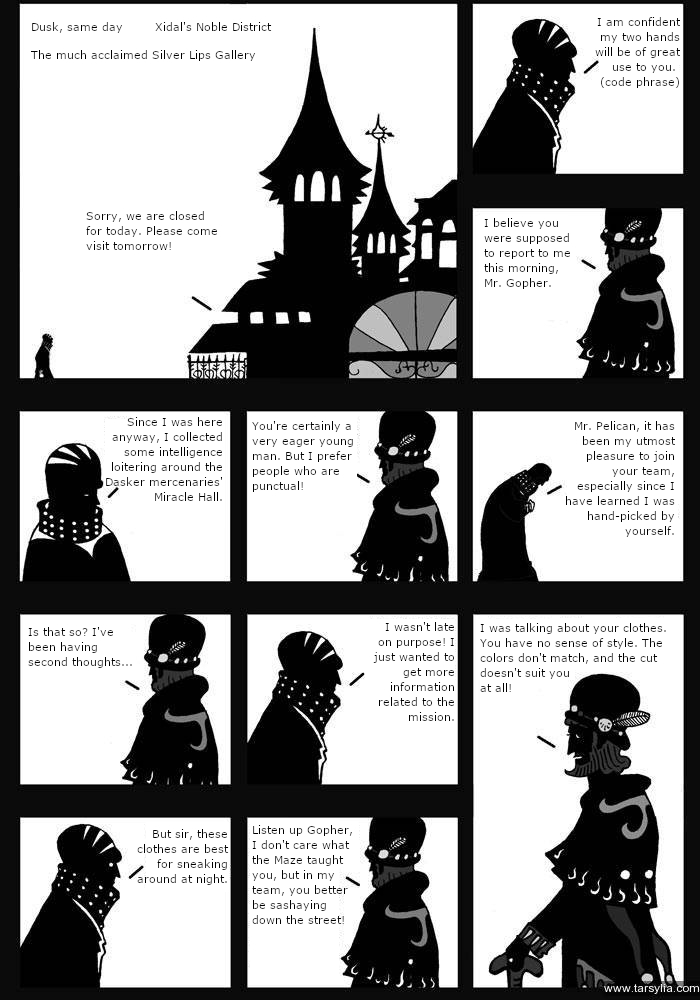 Dusk, same day Xidal's Noble District
The much acclaimed Silver Lips Gallery
Sorry, we are closed
for today. Please come
visit tomorrow!
I am confident
my two hands
will be of great
use to you.
(code phrase)
I believe you
were supposed
to report to me
this morning,
Mr. Gopher.
Since I was here
anyway, I collected
some intelligence
loitering around the
Dasker mercenaries'
Miracle Hall.
You're certainly a
very eager young
man. But I prefer
people who are
punctual!
Mr. Pelican, it has
been my utmost
pleasure to join
your team,
especially since I
have learned I was
hand-picked by
yourself.
Is that so? I've
been having
second thoughts...
I wasn't late
on purpose! I
just wanted to
get more
information
related to the
mission.
I was talking about your clothes.
You have no sense of style. The
colors don't match, and the cut
doesn't suit you
at all!
But sir, these
clothes are best
for sneaking
around at night.
Listen up Gopher,
I don't care what
the Maze taught
you, but in my
team, you better
be sashaying
down the street!
www.tarsylia.com